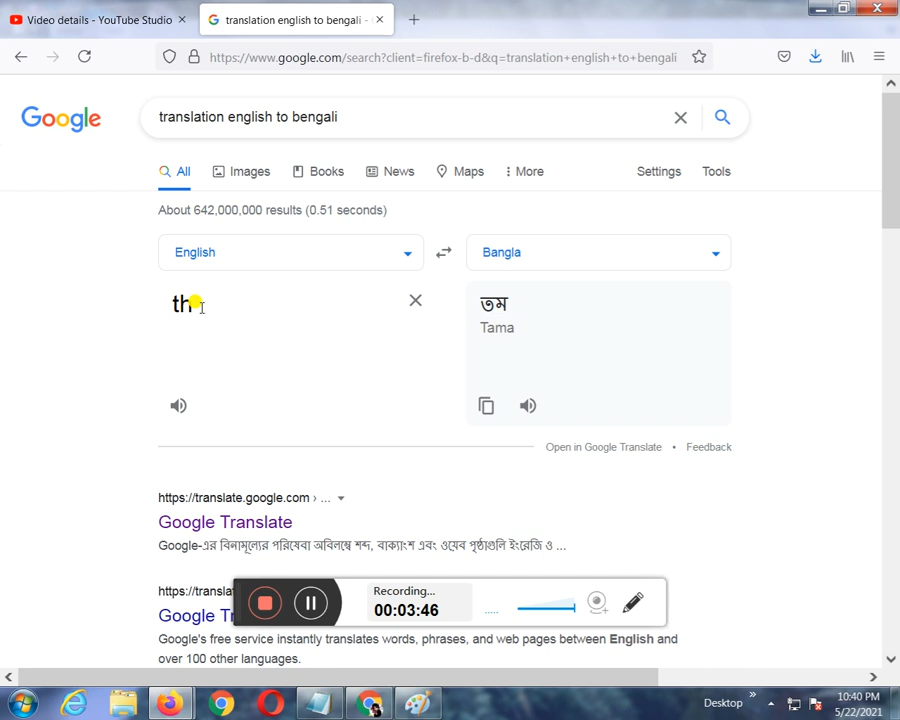 Video details - YouTube Studio
translation english to bengali -
https://www.google.com/search?client=firefox-b-d&q=translation+english+to+bengali
Google
translation english to bengali
All Images Books News Maps More Settings Tools
About 642,000,000 results (0.51 seconds)
English Bangla
th
তম
Tama
Open in Google Translate • Feedback
https://translate.google.com › ...
Google Translate
Google-এর বিনামূল্যের পরিষেবা অবিলম্বে শব্দ, বাক্যাংশ এবং ওয়েব পৃষ্ঠাগুলি ইংরেজি ও ...
https://transla
Google Tr
Recording...
00:03:46
Google's free service instantly translates words, phrases, and web pages between English and
over 100 other languages.
Desktop
10:40 PM
5/22/2021